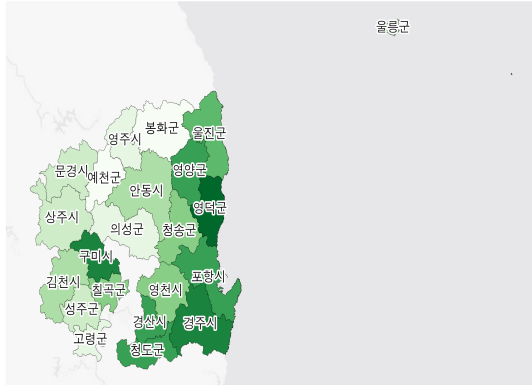 울릉군
봉화군
울진군
영주시
문경시
예천군
영양군
안동시
영덕군
상주시
의성군
청송군
구미시
포항시
김천시
칠곡군
영천시
성주군
경산시
경주시
고령군
청도군